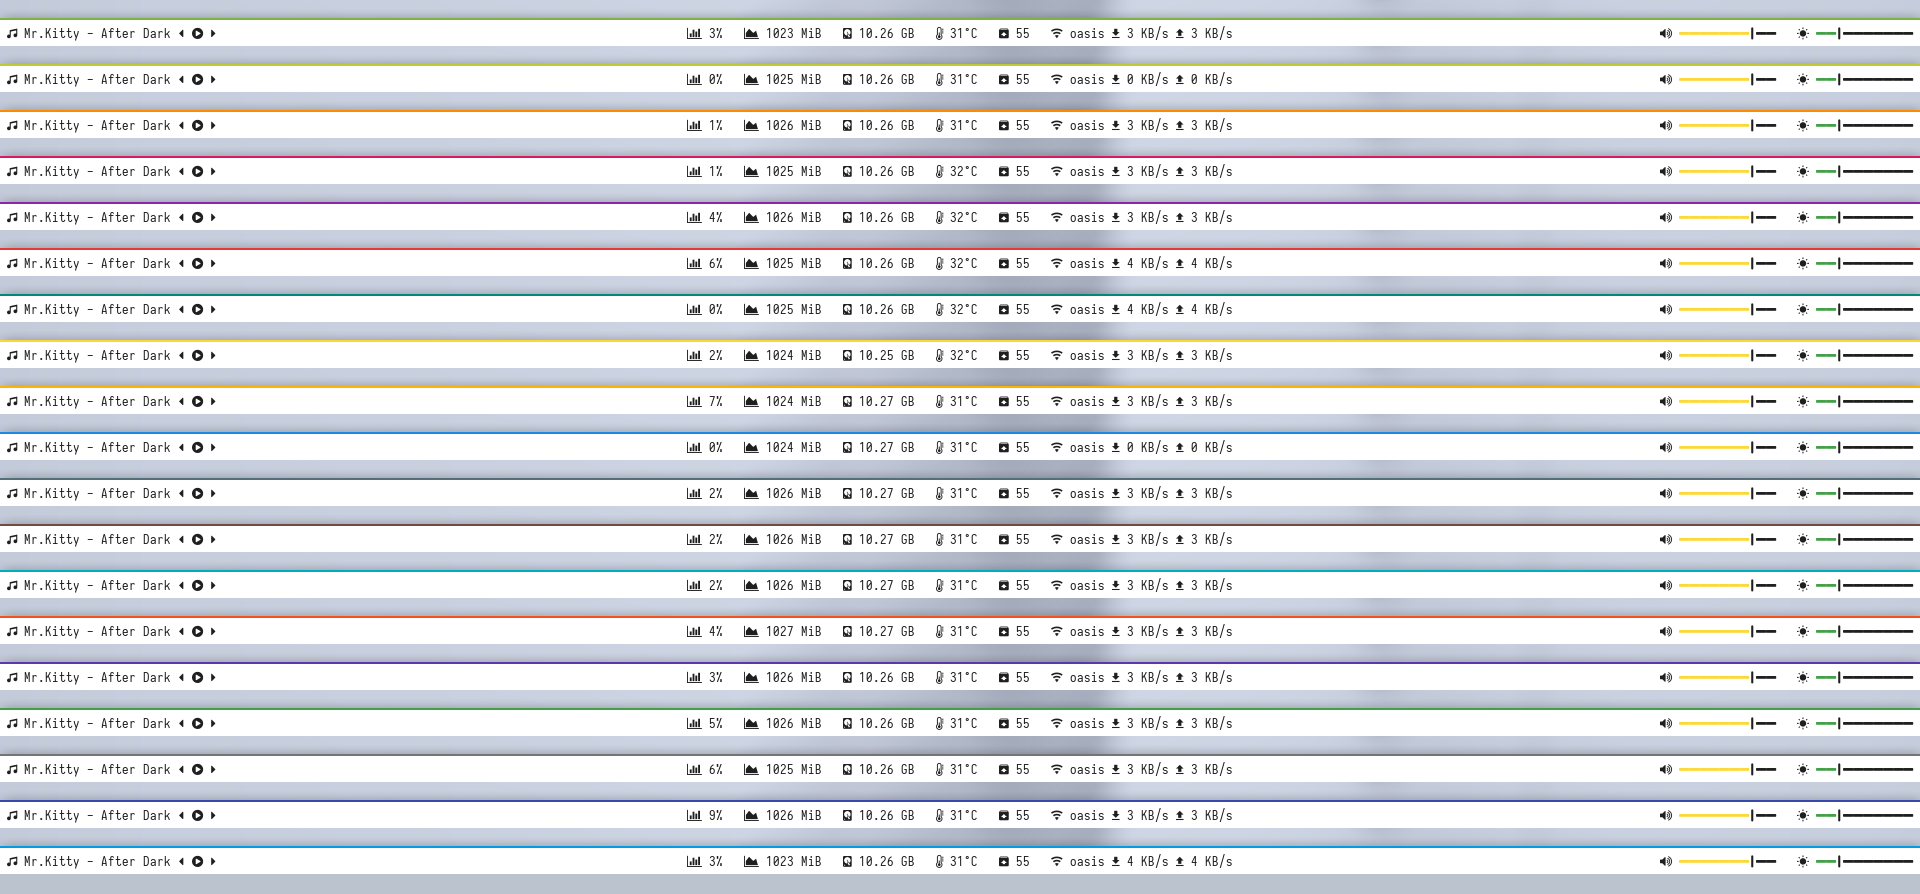 Mr.Kitty - After Dark 3% 1023 MiB 10.26 GB 31°C 55 oasis 3 KB/s 3 KB/s
Mr.Kitty - After Dark 0% 1025 MiB 10.26 GB 31°C 55 oasis 0 KB/s 0 KB/s
Mr.Kitty - After Dark 1% 1026 MiB 10.26 GB 31°C 55 oasis 3 KB/s 3 KB/s
Mr.Kitty - After Dark 1% 1025 MiB 10.26 GB 32°C 55 oasis 3 KB/s 3 KB/s
Mr.Kitty - After Dark 4% 1026 MiB 10.26 GB 32°C 55 oasis 3 KB/s 3 KB/s
Mr.Kitty - After Dark 6% 1025 MiB 10.26 GB 32°C 55 oasis 4 KB/s 4 KB/s
Mr.Kitty - After Dark 0% 1025 MiB 10.26 GB 32°C 55 oasis 4 KB/s 4 KB/s
Mr.Kitty - After Dark 2% 1024 MiB 10.25 GB 32°C 55 oasis 3 KB/s 3 KB/s
Mr.Kitty - After Dark 7% 1024 MiB 10.27 GB 31°C 55 oasis 3 KB/s 3 KB/s
Mr.Kitty - After Dark 0% 1024 MiB 10.27 GB 31°C 55 oasis 0 KB/s 0 KB/s
Mr.Kitty - After Dark 2% 1026 MiB 10.27 GB 31°C 55 oasis 3 KB/s 3 KB/s
Mr.Kitty - After Dark 2% 1026 MiB 10.27 GB 31°C 55 oasis 3 KB/s 3 KB/s
Mr.Kitty - After Dark 2% 1026 MiB 10.27 GB 31°C 55 oasis 3 KB/s 3 KB/s
Mr.Kitty - After Dark 4% 1027 MiB 10.27 GB 31°C 55 oasis 3 KB/s 3 KB/s
Mr.Kitty - After Dark 3% 1026 MiB 10.26 GB 31°C 55 oasis 3 KB/s 3 KB/s
Mr.Kitty - After Dark 5% 1026 MiB 10.26 GB 31°C 55 oasis 3 KB/s 3 KB/s
Mr.Kitty - After Dark 6% 1025 MiB 10.26 GB 31°C 55 oasis 3 KB/s 3 KB/s
Mr.Kitty - After Dark 9% 1026 MiB 10.26 GB 31°C 55 oasis 3 KB/s 3 KB/s
Mr.Kitty - After Dark 3% 1023 MiB 10.26 GB 31°C 55 oasis 4 KB/s 4 KB/s